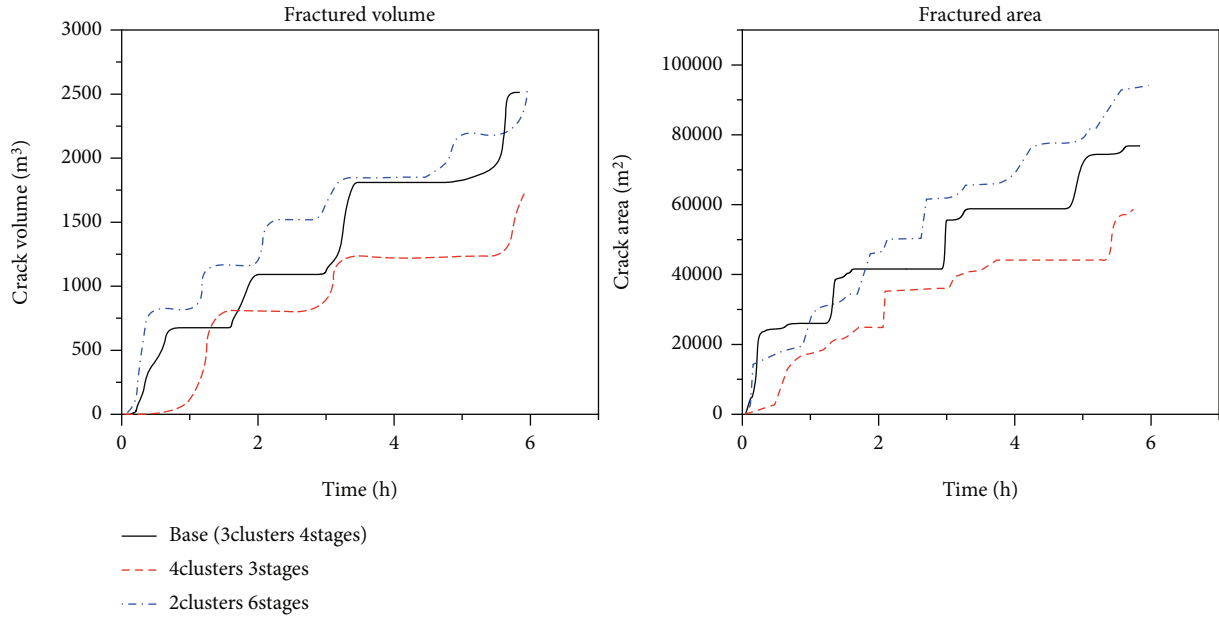 Fractured volume
3000
2500
2000
1500
1000
500
0
Crack volume (m³)
0 2 4 6
Time (h)
Fractured area
100000
80000
60000
40000
20000
0
Crack area (m²)
0 2 4 6
Time (h)
Base (3clusters 4stages)
4clusters 3stages
2clusters 6stages